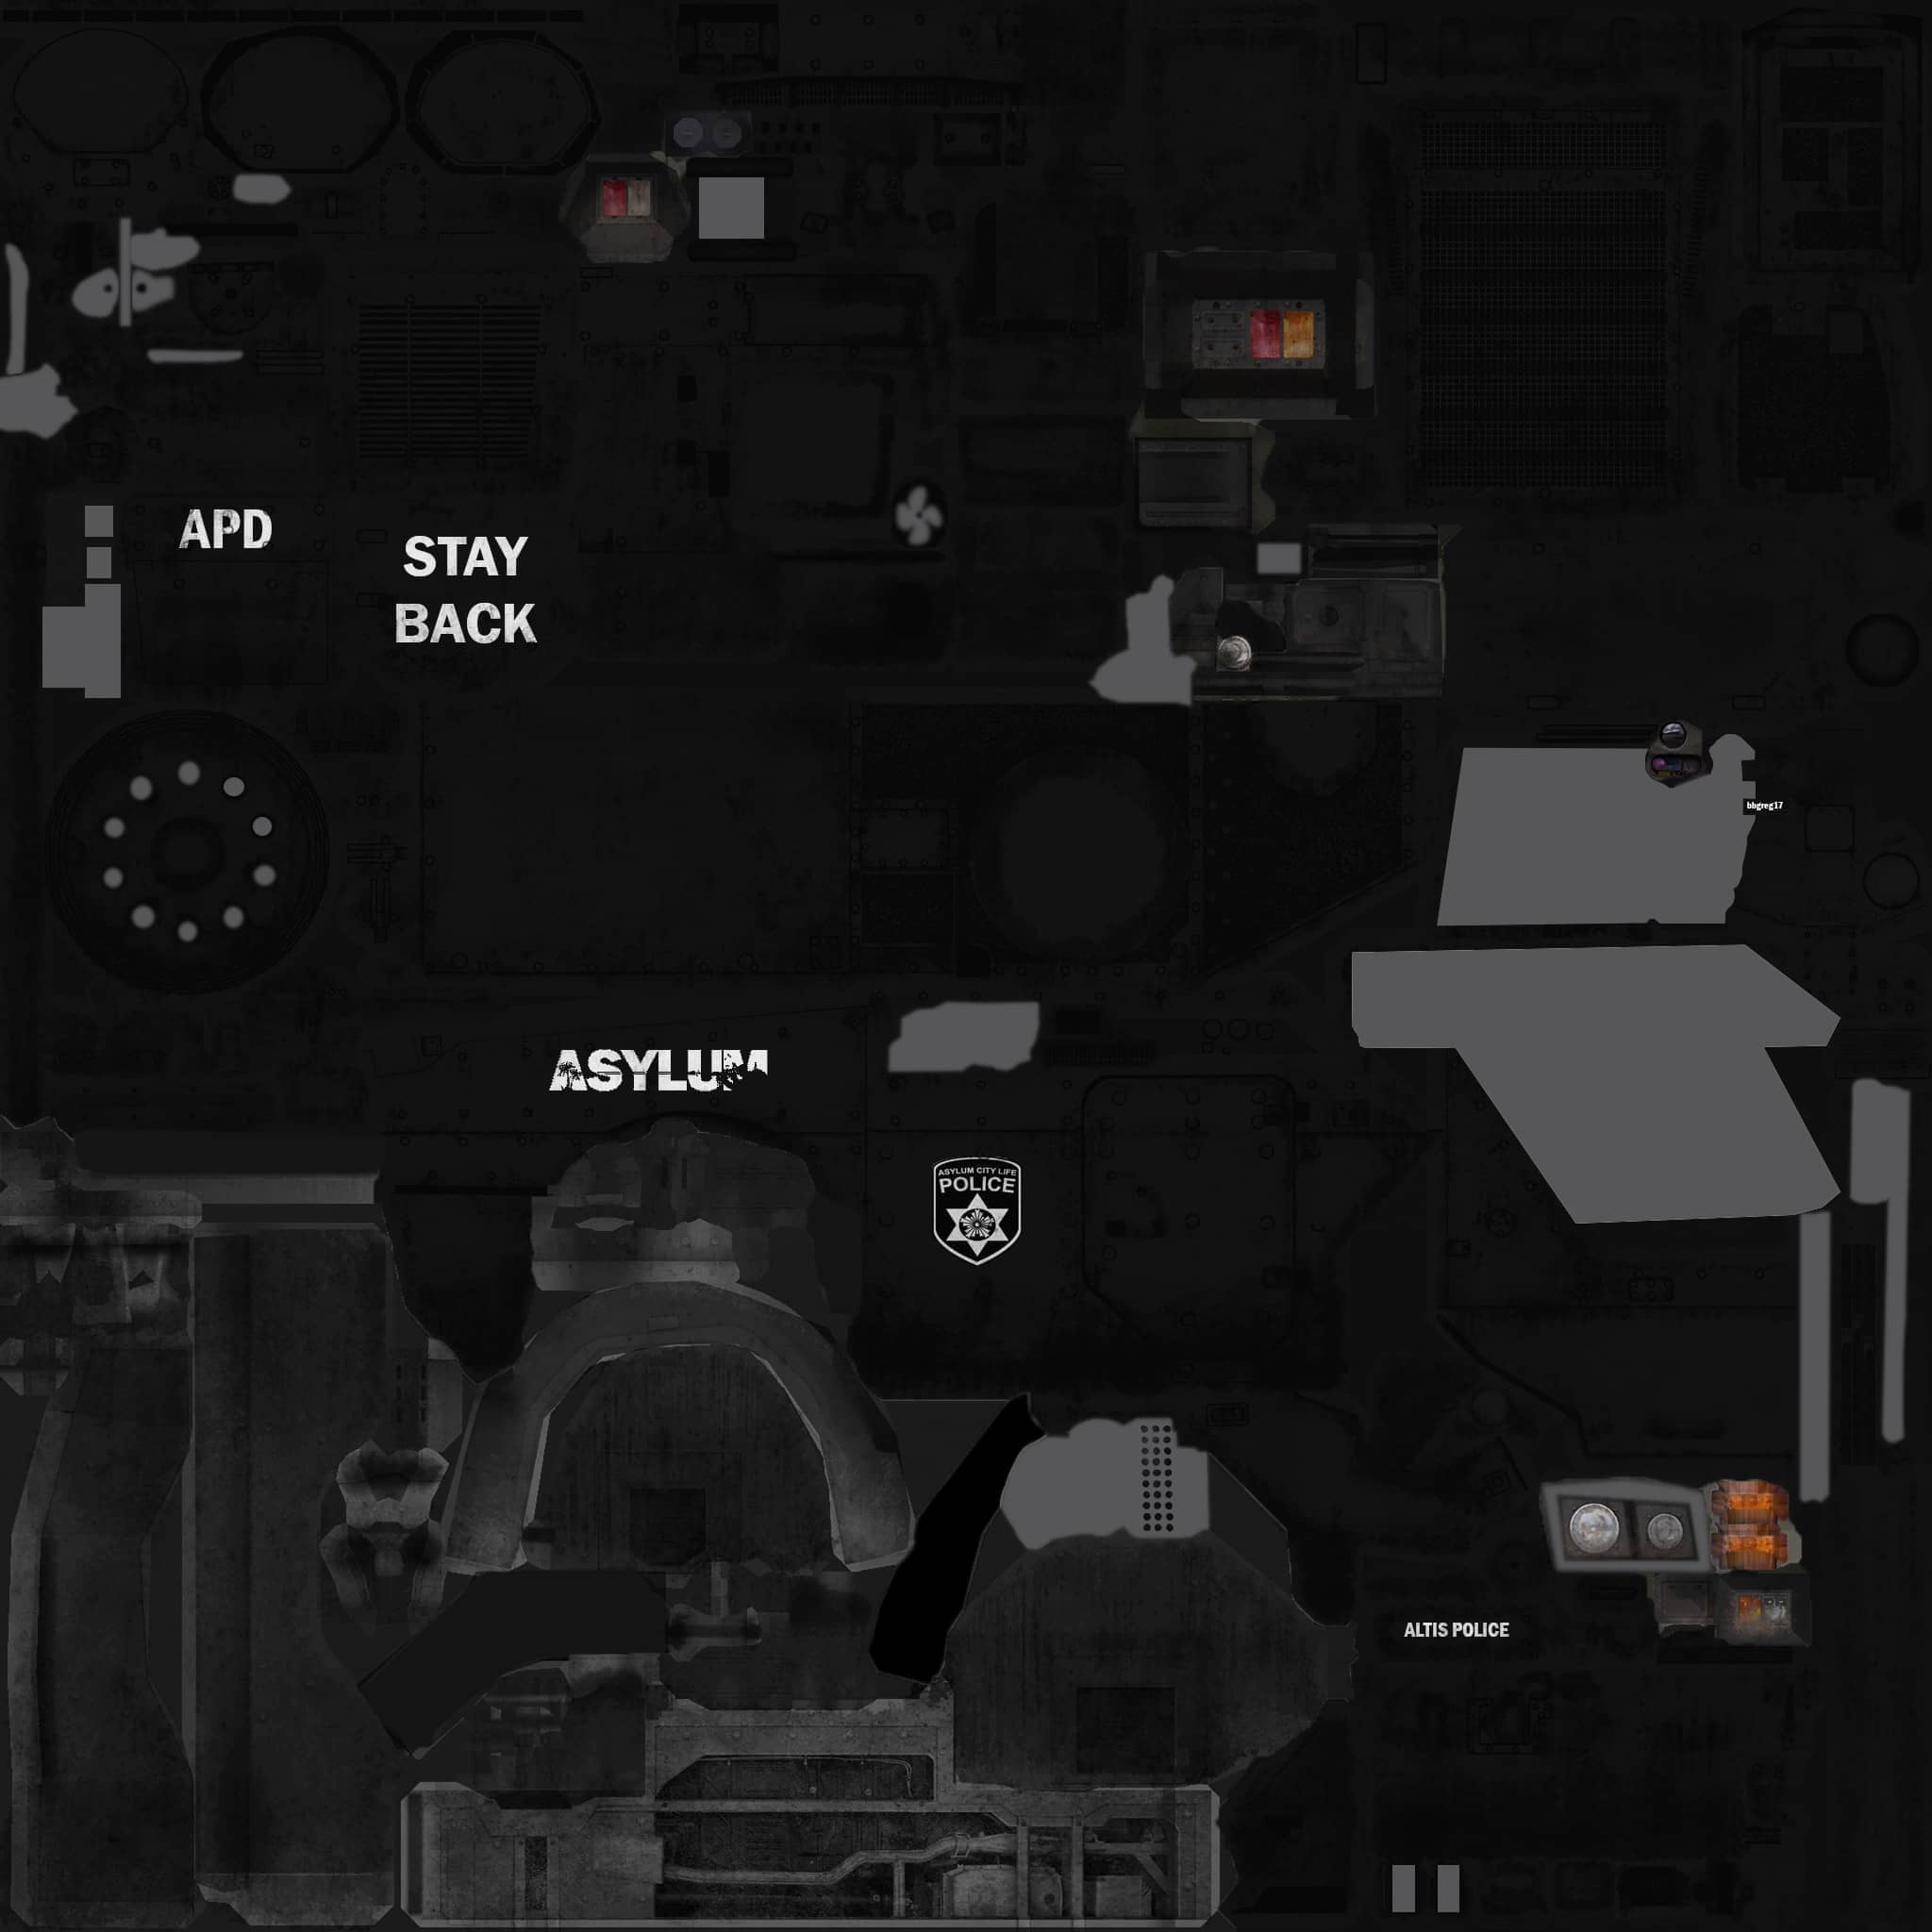 APD
STAY
BACK
bbgreg17
ASYLUM
ASYLUM CITY LIFE
POLICE
ALTIS POLICE